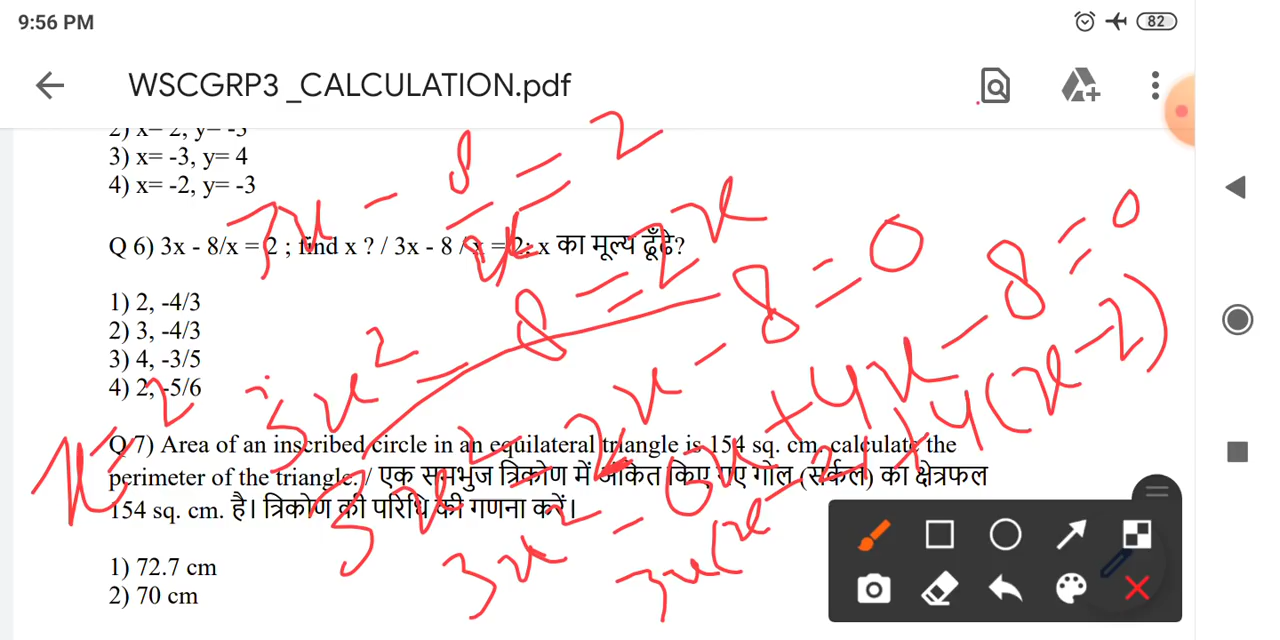 9:56 PM
82
WSCGRP3 _CALCULATION.pdf
2) x= 2, y= -3
3) x= -3, y= 4
4) x= -2, y= -3
3x - 8/x = 2
Q 6) 3x - 8/x = 2 ; find x ? / 3x - 8 / x = 2; x का मूल्य ढूँढे?
3x² - 8 = 2x
1) 2, -4/3
2) 3, -4/3
3) 4, -3/5
4) 2, -5/6
3x² - 2x - 8 = 0
3x² - 6x + 4x - 8 = 0
3x(x - 2) + 4(x - 2)
Q 7) Area of an inscribed circle in an equilateral triangle is 154 sq. cm, calculate the
perimeter of the triangle. / एक समभुज त्रिकोण में अंकित किए गए गोल (सर्कल) का क्षेत्रफल
154 sq. cm. है। त्रिकोण की परिधि की गणना करें।
1) 72.7 cm
2) 70 cm